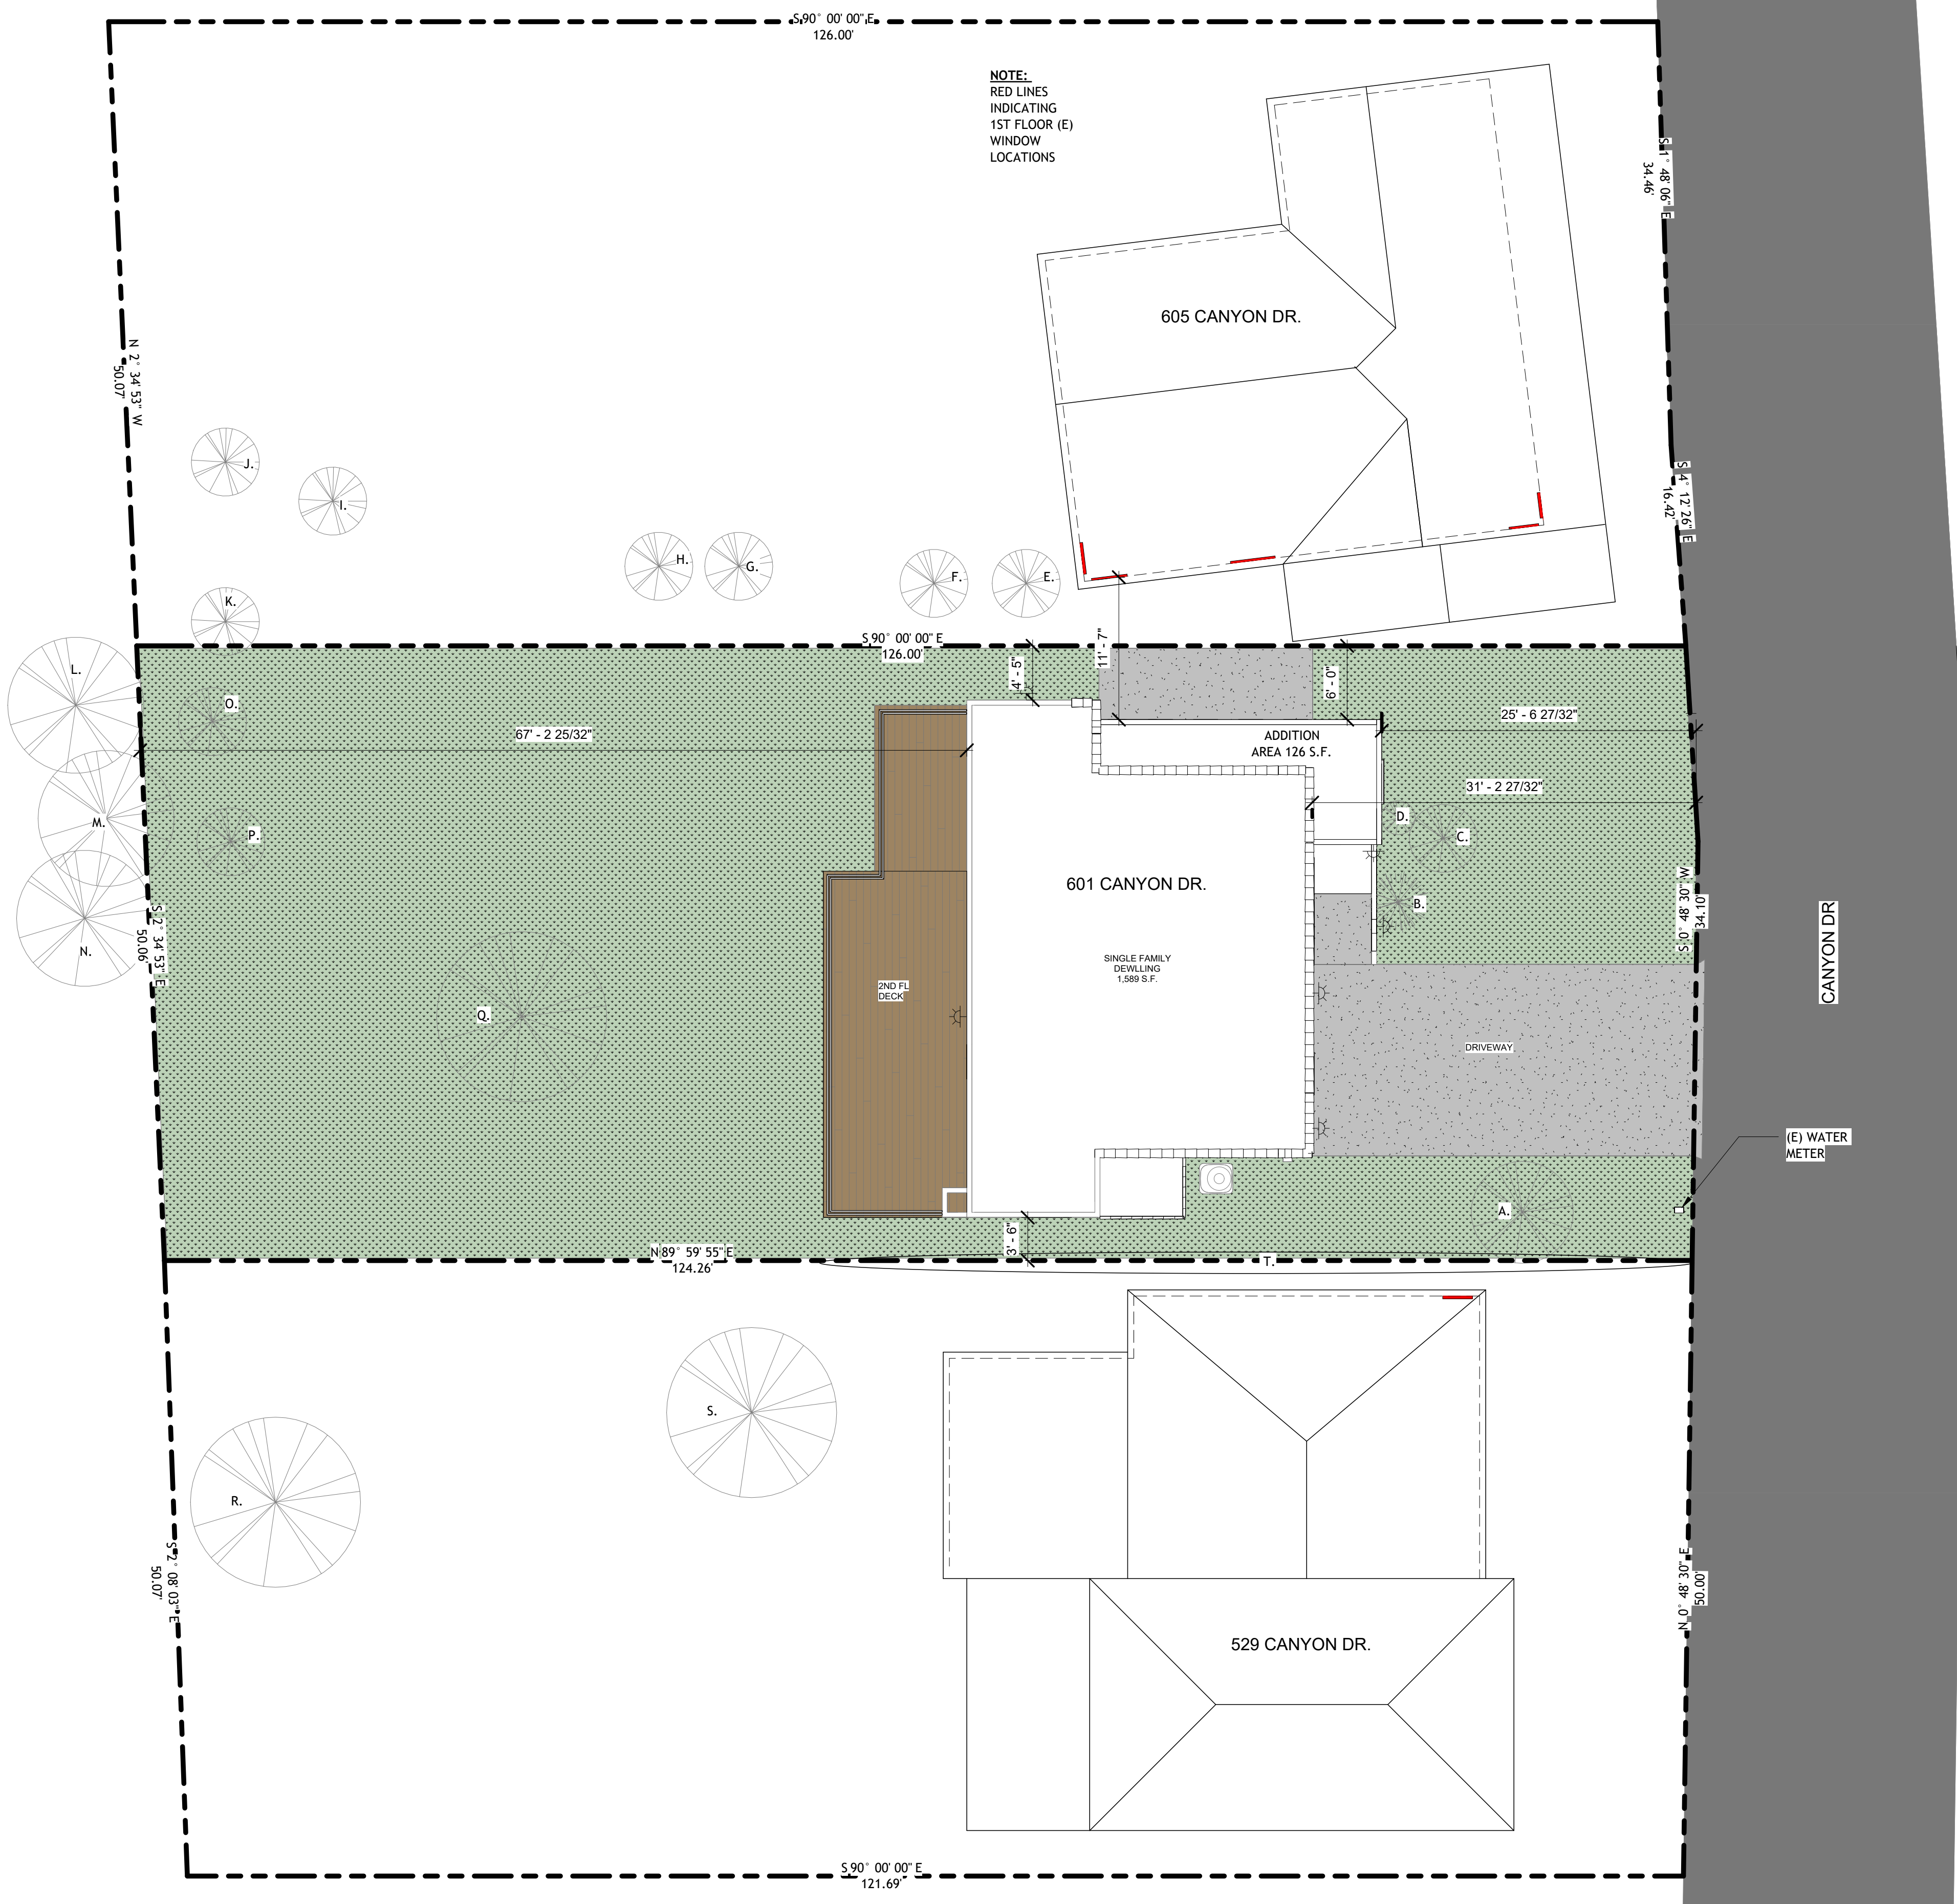 S 90° 00' 00" E
126.00'
NOTE:
RED LINES
INDICATING
1ST FLOOR (E)
WINDOW
LOCATIONS
S 1° 48' 06" E
34.46'
605 CANYON DR.
N 2° 34' 53" W
50.07'
J.
I.
S 4° 12' 26" E
16.42'
H.
G.
F.
E.
K.
S 90° 00' 00" E
126.00'
11' - 7"
4' - 5"
6' - 0"
L.
O.
67' - 2 25/32"
ADDITION
AREA 126 S.F.
25' - 6 27/32"
31' - 2 27/32"
M.
P.
D.
C.
B.
601 CANYON DR.
S 0° 48' 30" W
34.10'
CANYON DR
N.
S 2° 34' 53" E
50.06'
SINGLE FAMILY
DEWLLING
1,589 S.F.
2ND FL
DECK
Q.
DRIVEWAY
(E) WATER
METER
A.
3' - 6"
N 89° 59' 55" E
124.26'
T.
S.
R.
S 2° 08' 03" E
50.07'
N 0° 48' 30" E
50.00'
529 CANYON DR.
S 90° 00' 00" E
121.69'